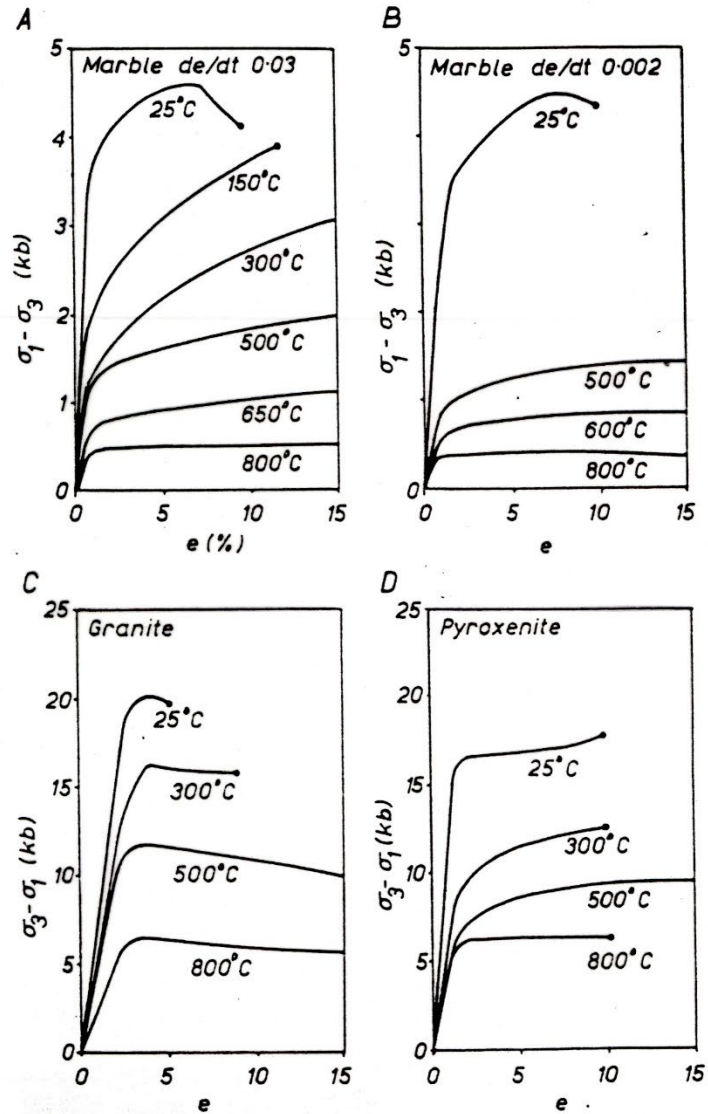 A
Marble de/dt 0·03
5
4
3
2
1
0
σ₁ - σ₃ (kb)
25°C
150°C
300°C
500°C
650°C
800°C
0 5 10 15
e (%)
B
Marble de/dt 0·002
5
0
σ₁ - σ₃ (kb)
25°C
500°C
600°C
800°C
0 5 10 15
e
C
Granite
25
20
15
10
5
0
σ₃ - σ₁ (kb)
25°C
300°C
500°C
800°C
0 5 10 15
e
D
Pyroxenite
25
20
15
10
5
0
σ₃ - σ₁ (kb)
25°C
300°C
500°C
800°C
0 5 10 15
e